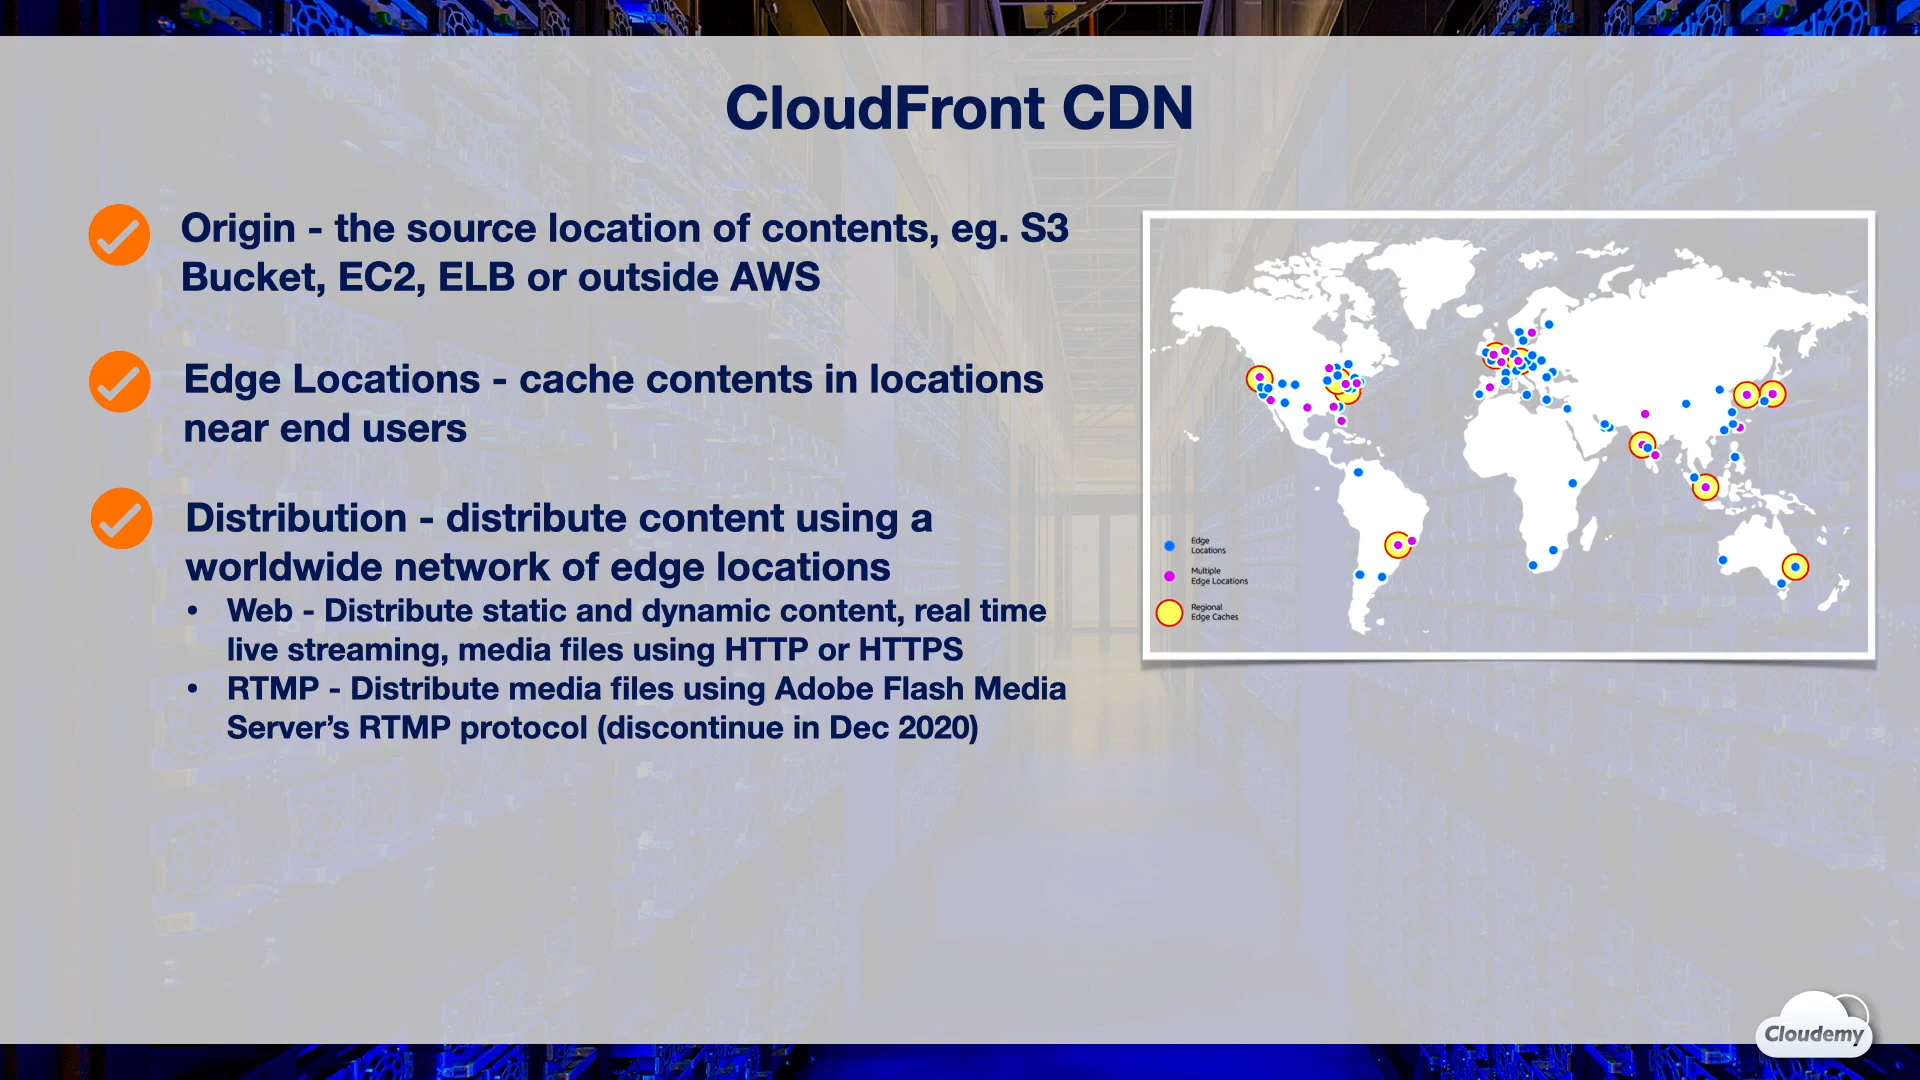 CloudFront CDN
Origin - the source location of contents, eg. S3
Bucket, EC2, ELB or outside AWS
Edge Locations - cache contents in locations
near end users
Distribution - distribute content using a
worldwide network of edge locations
• Web - Distribute static and dynamic content, real time
live streaming, media files using HTTP or HTTPS
• RTMP - Distribute media files using Adobe Flash Media
Server’s RTMP protocol (discontinue in Dec 2020)
Edge
Locations
Multiple
Edge Locations
Regional
Edge Caches
Cloudemy